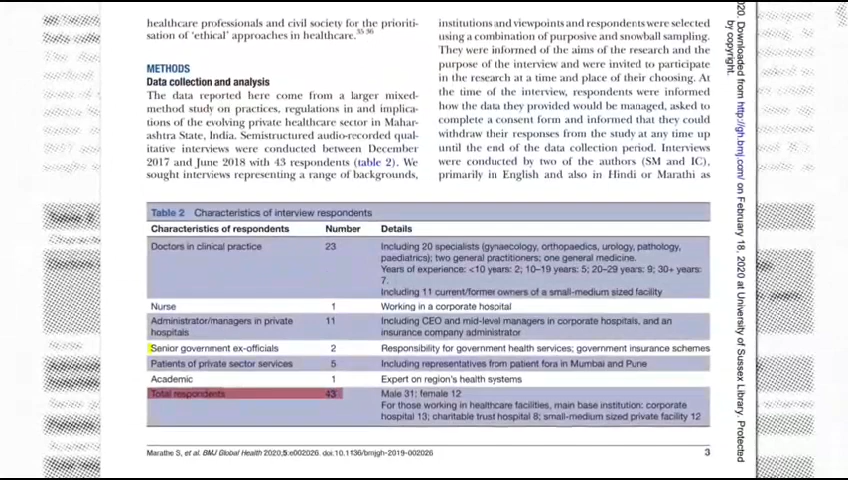 healthcare professionals and civil society for the prioriti-
sation of 'ethical' approaches in healthcare.35 36
METHODS
Data collection and analysis
The data reported here come from a larger mixed-
method study on practices, regulations in and implica-
tions of the evolving private healthcare sector in Mahar-
ashtra State, India. Semistructured audio-recorded qual-
itative interviews were conducted between December
2017 and June 2018 with 43 respondents (table 2). We
sought interviews representing a range of backgrounds,
institutions and viewpoints and respondents were selected
using a combination of purposive and snowball sampling.
They were informed of the aims of the research and the
purpose of the interview and were invited to participate
in the research at a time and place of their choosing. At
the time of the interview, respondents were informed
how the data they provided would be managed, asked to
complete a consent form and informed that they could
withdraw their responses from the study at any time up
until the end of the data collection period. Interviews
were conducted by two of the authors (SM and IC),
primarily in English and also in Hindi or Marathi as
Table 2 Characteristics of interview respondents
Characteristics of respondents Number Details
Doctors in clinical practice 23 Including 20 specialists (gynaecology, orthopaedics, urology, pathology,
paediatrics); two general practitioners; one general medicine.
Years of experience: <10 years: 2; 10–19 years: 5; 20–29 years: 9; 30+ years:
7.
Including 11 current/former owners of a small-medium sized facility
Nurse 1 Working in a corporate hospital
Administrator/managers in private 11 Including CEO and mid-level managers in corporate hospitals, and an
hospitals insurance company administrator
Senior government ex-officials 2 Responsibility for government health services; government insurance schemes
Patients of private sector services 5 Including representatives from patient fora in Mumbai and Pune
Academic 1 Expert on region's health systems
Total respondents 43 Male 31; female 12
For those working in healthcare facilities, main base institution: corporate
hospital 13; charitable trust hospital 8; small-medium sized private facility 12
Marathe S, et al. BMJ Global Health 2020;5:e002026. doi:10.1136/bmjgh-2019-002026 3
20. Downloaded from http://gh.bmj.com/ on February 18, 2020 at University of Sussex Library. Protected
by copyright.